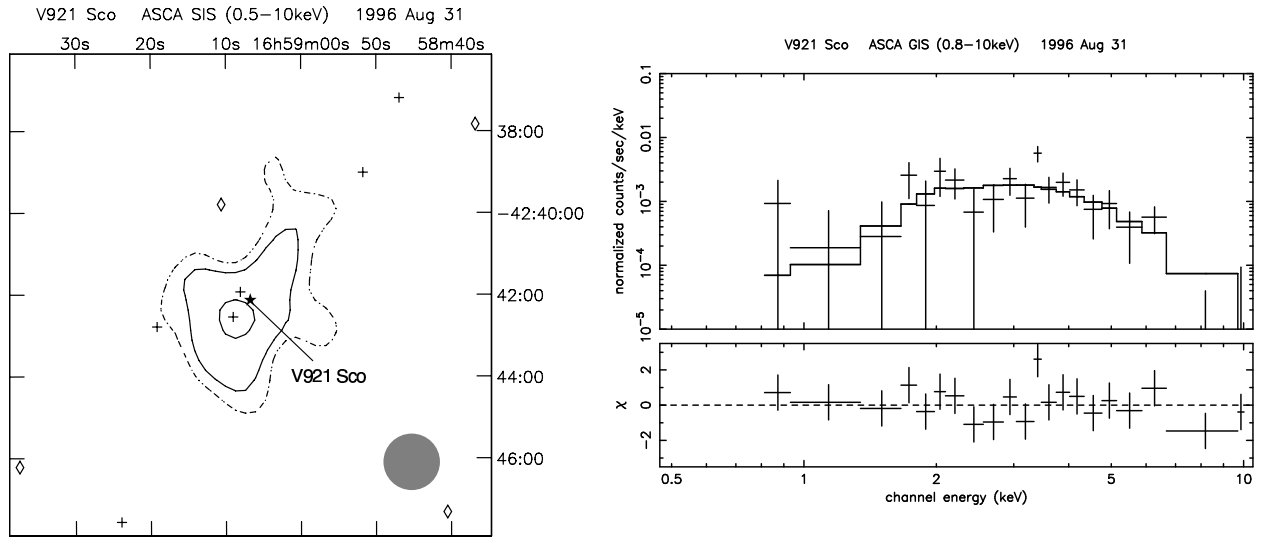 V921 Sco ASCA SIS (0.5−10keV) 1996 Aug 31
30s 20s 10s 16h59m00s 50s 58m40s
38:00
−42:40:00
42:00
44:00
46:00
V921 Sco
V921 Sco ASCA GIS (0.8−10keV) 1996 Aug 31
normalized counts/sec/keV
0.1
0.01
10⁻³
10⁻⁴
10⁻⁵
χ
2
0
−2
0.5 1 2 5 10
channel energy (keV)